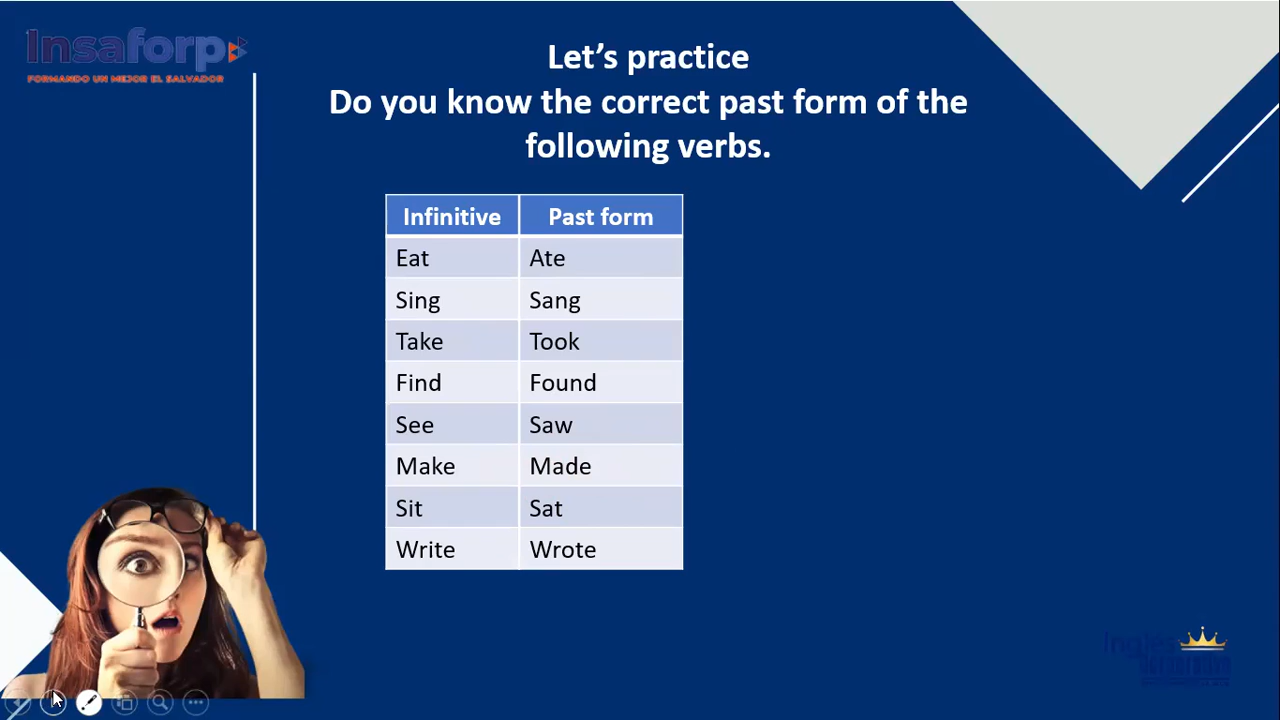 Insaforp
FORMANDO UN MEJOR EL SALVADOR
Let's practice
Do you know the correct past form of the
following verbs.
Infinitive Past form
Eat Ate
Sing Sang
Take Took
Find Found
See Saw
Make Made
Sit Sat
Write Wrote
Inglés